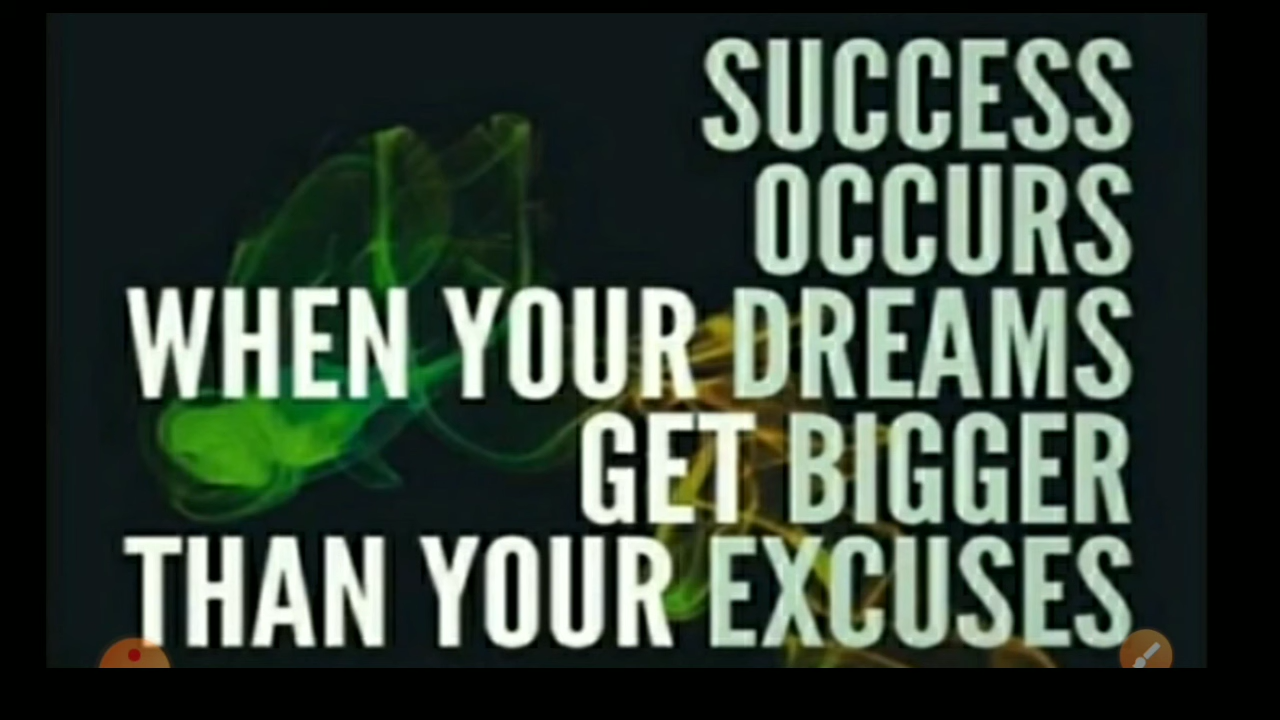 SUCCESS
OCCURS
WHEN YOUR DREAMS
GET BIGGER
THAN YOUR EXCUSES